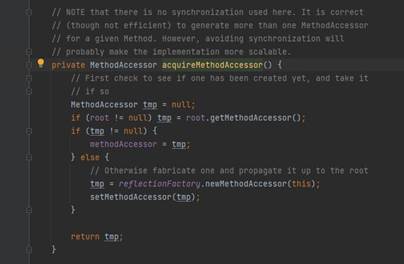 // NOTE that there is no synchronization used here. It is correct
// (though not efficient) to generate more than one MethodAccessor
// for a given Method. However, avoiding synchronization will
// probably make the implementation more scalable.
private MethodAccessor acquireMethodAccessor() {
// First check to see if one has been created yet, and take it
// if so
MethodAccessor tmp = null;
if (root != null) tmp = root.getMethodAccessor();
if (tmp != null) {
methodAccessor = tmp;
} else {
// Otherwise fabricate one and propagate it up to the root
tmp = reflectionFactory.newMethodAccessor(this);
setMethodAccessor(tmp);
}
return tmp;
}